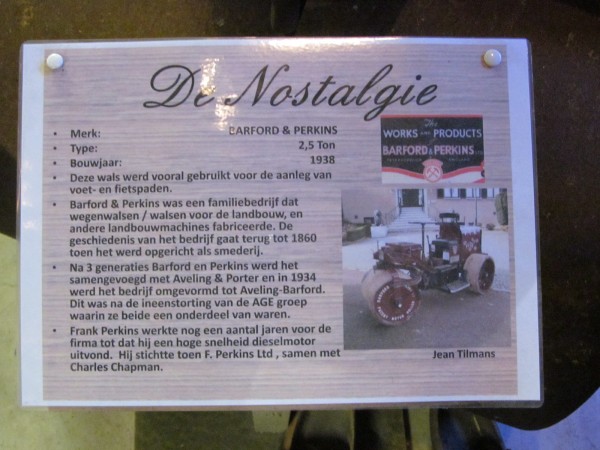 De Nostalgie
• Merk: BARFORD & PERKINS
• Type: 2,5 Ton
• Bouwjaar: 1938
• Deze wals werd vooral gebruikt voor de aanleg van
voet- en fietspaden.
• Barford & Perkins was een familiebedrijf dat
wegenwalsen / walsen voor de landbouw, en
andere landbouwmachines fabriceerde. De
geschiedenis van het bedrijf gaat terug tot 1860
toen het werd opgericht als smederij.
• Na 3 generaties Barford en Perkins werd het
samengevoegd met Aveling & Porter en in 1934
werd het bedrijf omgevormd tot Aveling-Barford.
Dit was na de ineenstorting van de AGE groep
waarin ze beide een onderdeel van waren.
• Frank Perkins werkte nog een aantal jaren voor de
firma tot dat hij een hoge snelheid dieselmotor
uitvond. Hij stichtte toen F. Perkins Ltd , samen met
Charles Chapman.
The
WORKS and PRODUCTS
BARFORD & PERKINS
Jean Tilmans